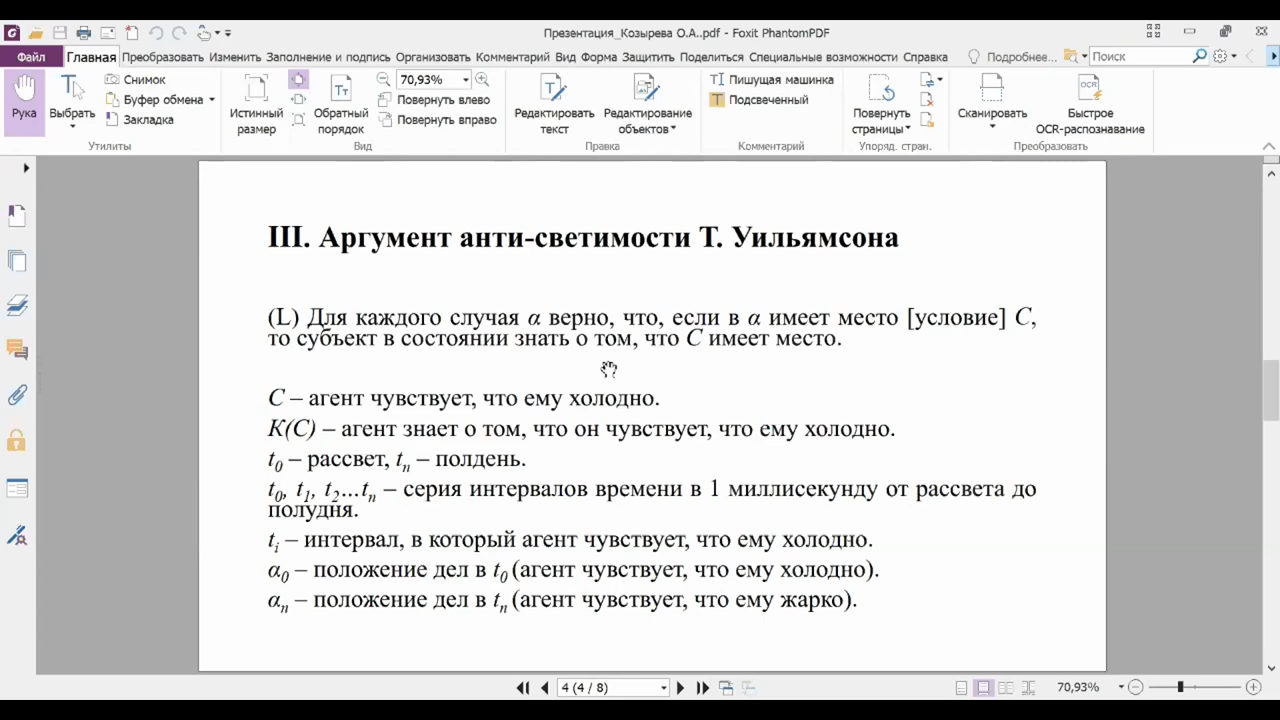 Презентация_Козырева О.А..pdf - Foxit PhantomPDF
Файл Главная Преобразовать Изменить Заполнение и подпись Организовать Комментарий Вид Форма Защитить Поделиться Специальные возможности Справка Подробнее... Поиск
Рука
Выбрать
Снимок
Буфер обмена
Закладка
Утилиты
Истинный размер
Обратный порядок
70,93%
Повернуть влево
Повернуть вправо
Вид
Редактировать текст
Редактирование объектов
Правка
Пишущая машинка
Подсвеченный
Комментарий
Повернуть страницы
Упоряд. стран.
Сканировать
Быстрое OCR-распознавание
Преобразовать
III. Аргумент анти-светимости Т. Уильямсона
(L) Для каждого случая α верно, что, если в α имеет место [условие] C,
то субъект в состоянии знать о том, что C имеет место.
C – агент чувствует, что ему холодно.
K(C) – агент знает о том, что он чувствует, что ему холодно.
t0 – рассвет, tn – полдень.
t0, t1, t2...tn – серия интервалов времени в 1 миллисекунду от рассвета до
полудня.
ti – интервал, в который агент чувствует, что ему холодно.
α0 – положение дел в t0 (агент чувствует, что ему холодно).
αn – положение дел в tn (агент чувствует, что ему жарко).
4 (4 / 8)
70,93%